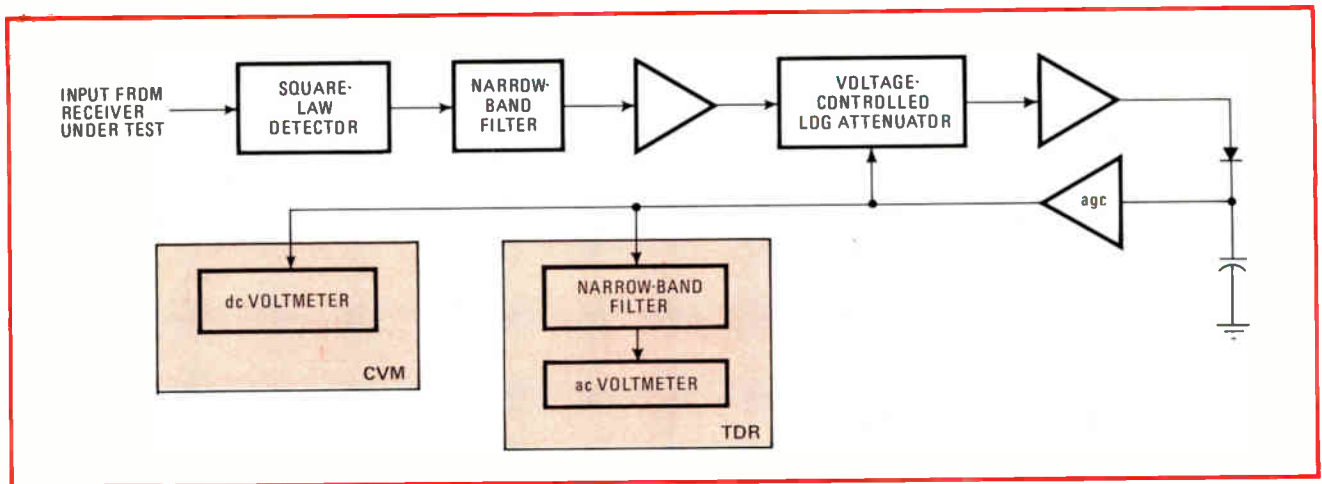 INPUT FROM
RECEIVER
UNDER TEST
SQUARE-
LAW
DETECTOR
NARROW-
BAND
FILTER
VOLTAGE-
CONTROLLED
LOG ATTENUATOR
agc
dc VOLTMETER
CVM
NARROW-BAND
FILTER
ac VOLTMETER
TDR